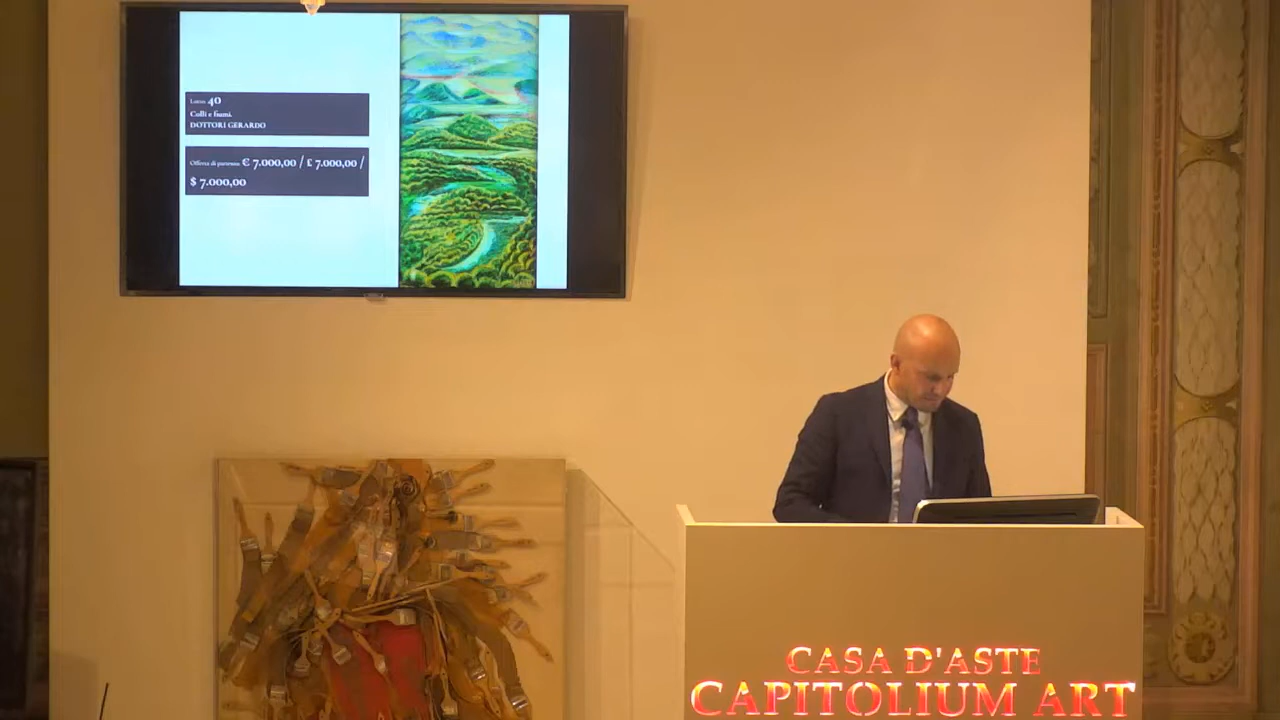 Lotto 40
Colli e fiumi.
DOTTORI GERARDO
Offerta di partenza € 7.000,00 / £ 7.000,00 /
$ 7.000,00
CASA D'ASTE
CAPITOLIUM ART